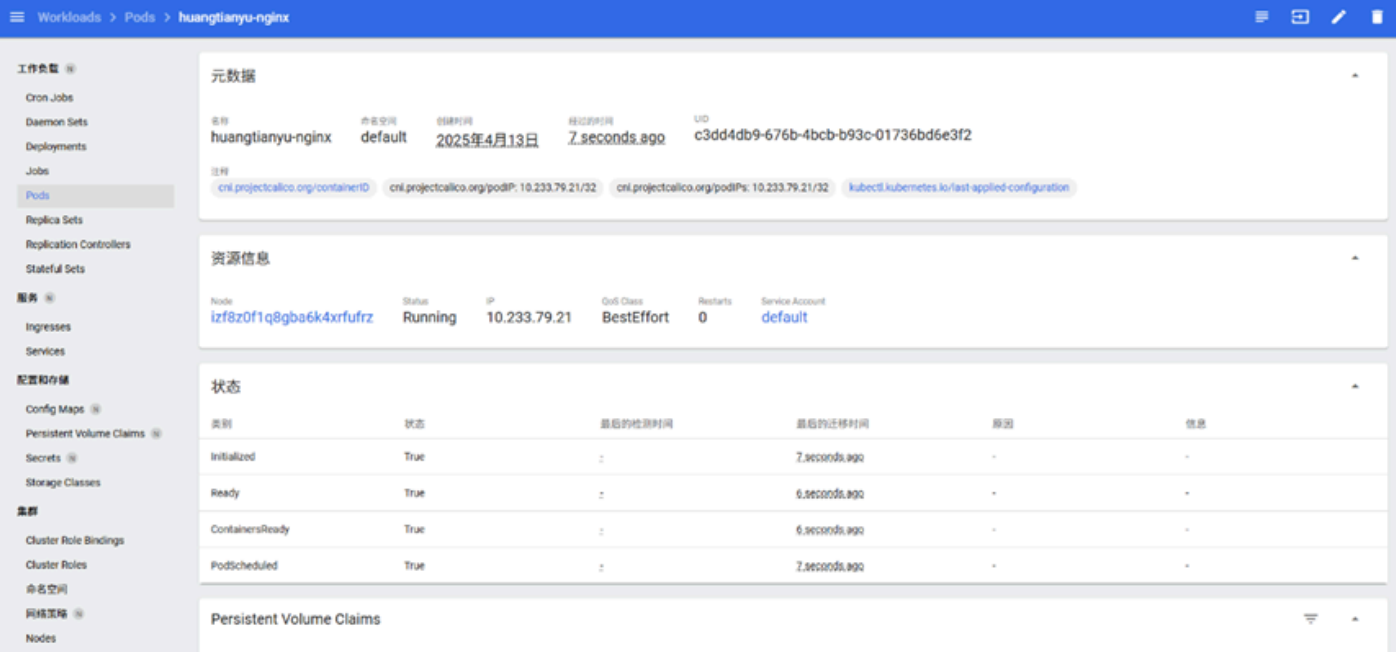 Workloads > Pods > huangtianyu-nginx
工作负载 N
Cron Jobs
Daemon Sets
Deployments
Jobs
Pods
Replica Sets
Replication Controllers
Stateful Sets
服务 N
Ingresses
Services
配置和存储
Config Maps N
Persistent Volume Claims N
Secrets N
Storage Classes
集群
Cluster Role Bindings
Cluster Roles
命名空间
网络策略 N
Nodes
元数据
名称 命名空间 创建时间 经过的时间 UID
huangtianyu-nginx default 2025年4月13日 7 seconds ago c3dd4db9-676b-4bcb-b93c-01736bd6e3f2
注释
cni.projectcalico.org/containerID cni.projectcalico.org/podIP: 10.233.79.21/32 cni.projectcalico.org/podIPs: 10.233.79.21/32 kubectl.kubernetes.io/last-applied-configuration
资源信息
Node Status IP QoS Class Restarts Service Account
izf8z0f1q8gba6k4xrfufrz Running 10.233.79.21 BestEffort 0 default
状态
类别 状态 最后的检测时间 最后的迁移时间 原因 信息
Initialized True - 7 seconds ago - -
Ready True - 6 seconds ago - -
ContainersReady True - 6 seconds ago - -
PodScheduled True - 7 seconds ago - -
Persistent Volume Claims